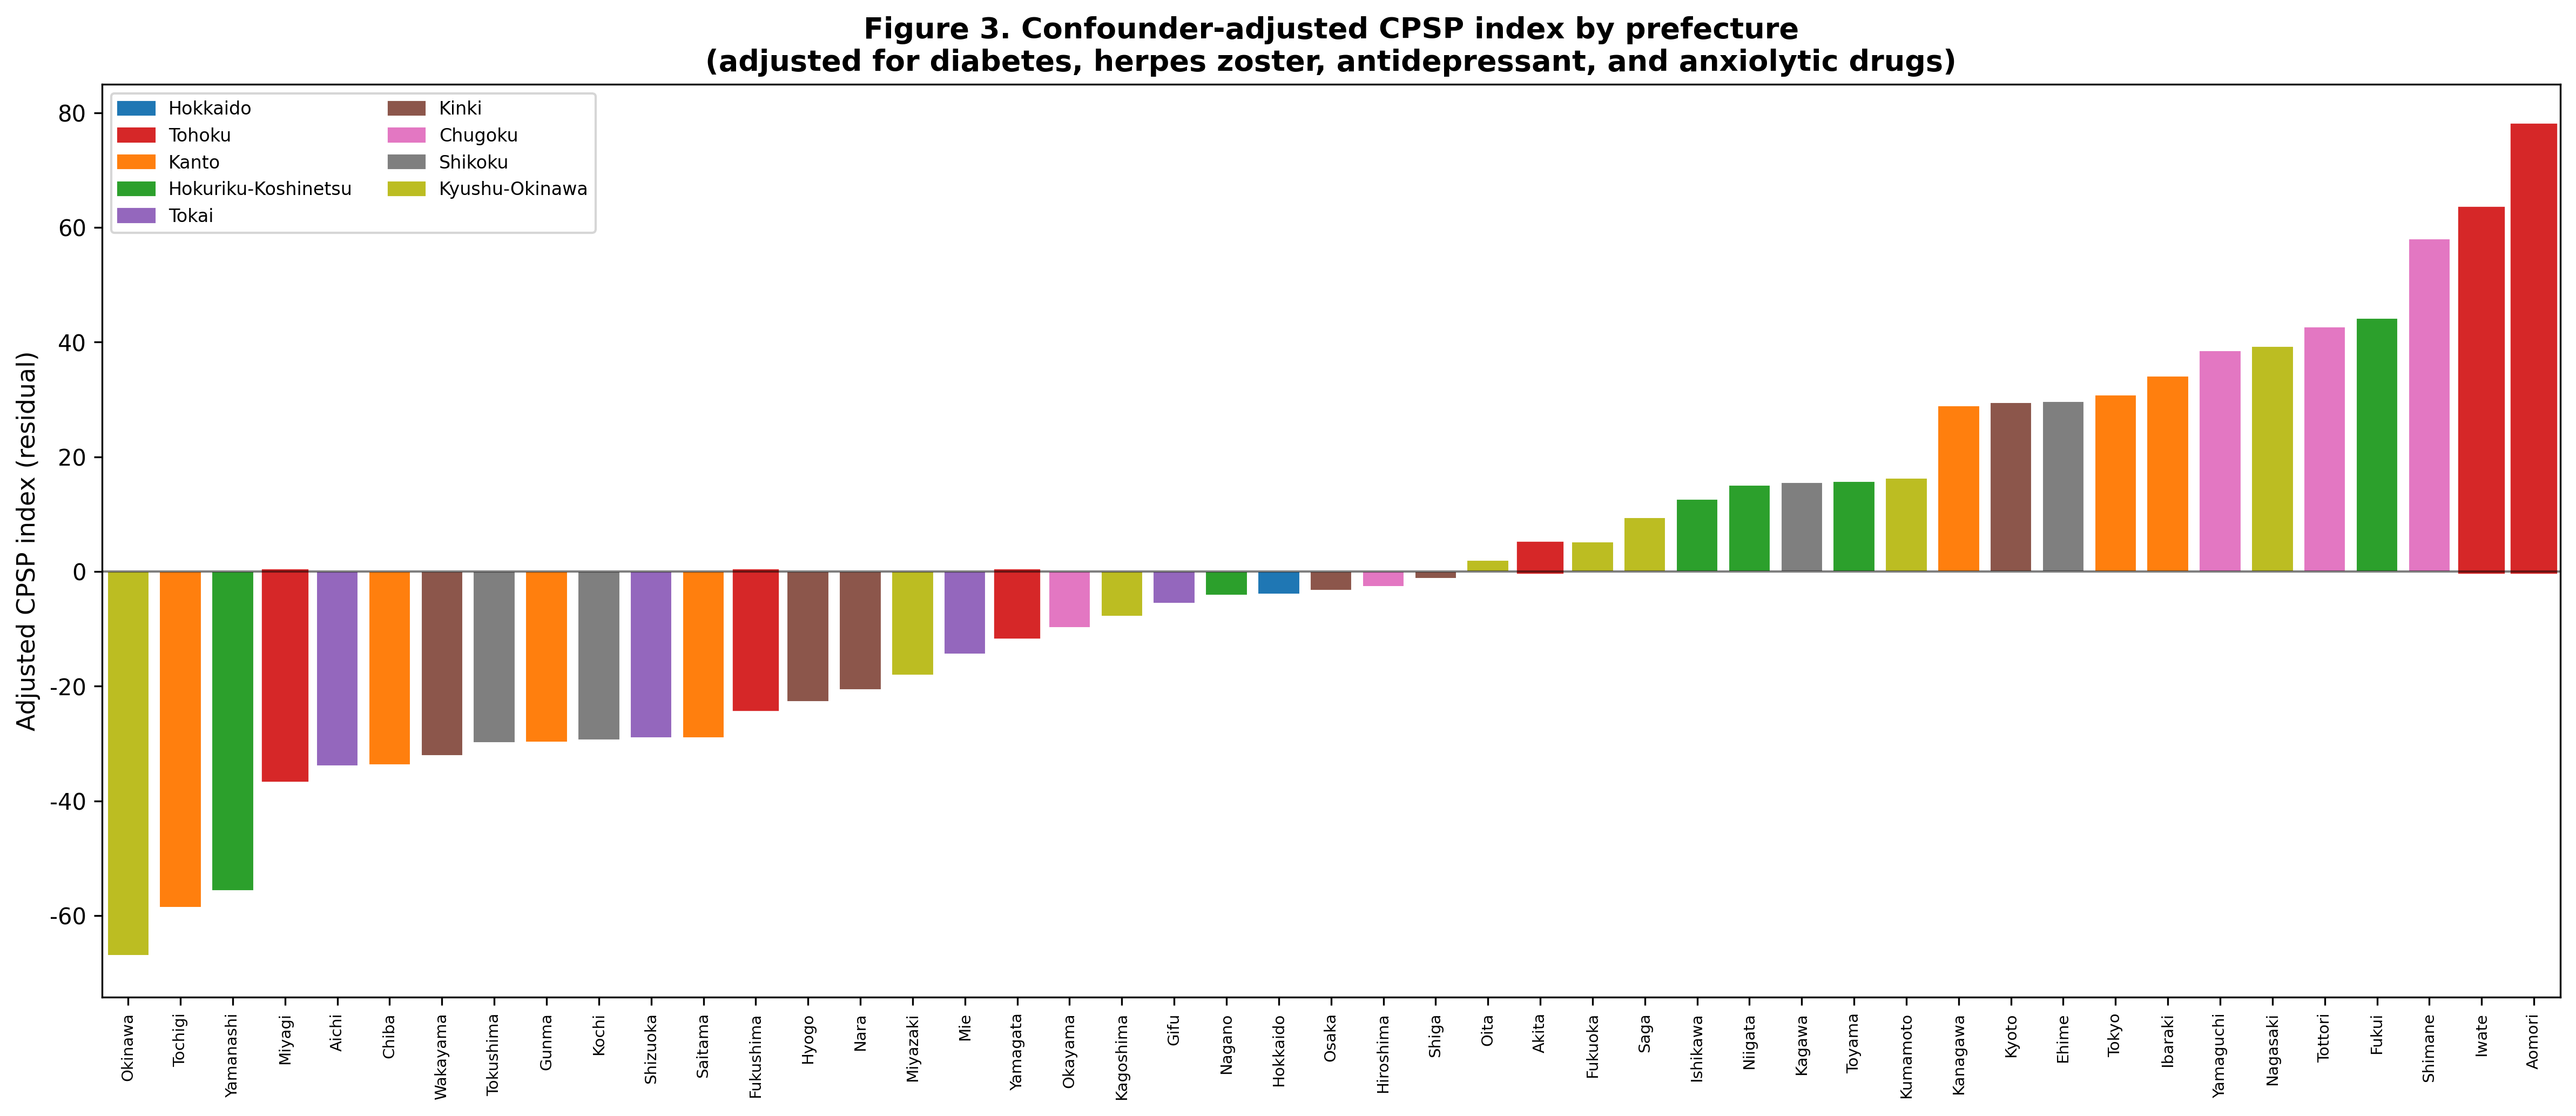 Figure 3. Confounder-adjusted CPSP index by prefecture
(adjusted for diabetes, herpes zoster, antidepressant, and anxiolytic drugs)
Hokkaido
Tohoku
Kanto
Hokuriku-Koshinetsu
Tokai
Kinki
Chugoku
Shikoku
Kyushu-Okinawa
Adjusted CPSP index (residual)
80
60
40
20
0
-20
-40
-60
Okinawa
Tochigi
Yamanashi
Miyagi
Aichi
Chiba
Wakayama
Tokushima
Gunma
Kochi
Shizuoka
Saitama
Fukushima
Hyogo
Nara
Miyazaki
Mie
Yamagata
Okayama
Kagoshima
Gifu
Nagano
Hokkaido
Osaka
Hiroshima
Shiga
Oita
Akita
Fukuoka
Saga
Ishikawa
Niigata
Kagawa
Toyama
Kumamoto
Kanagawa
Kyoto
Ehime
Tokyo
Ibaraki
Yamaguchi
Nagasaki
Tottori
Fukui
Shimane
Iwate
Aomori